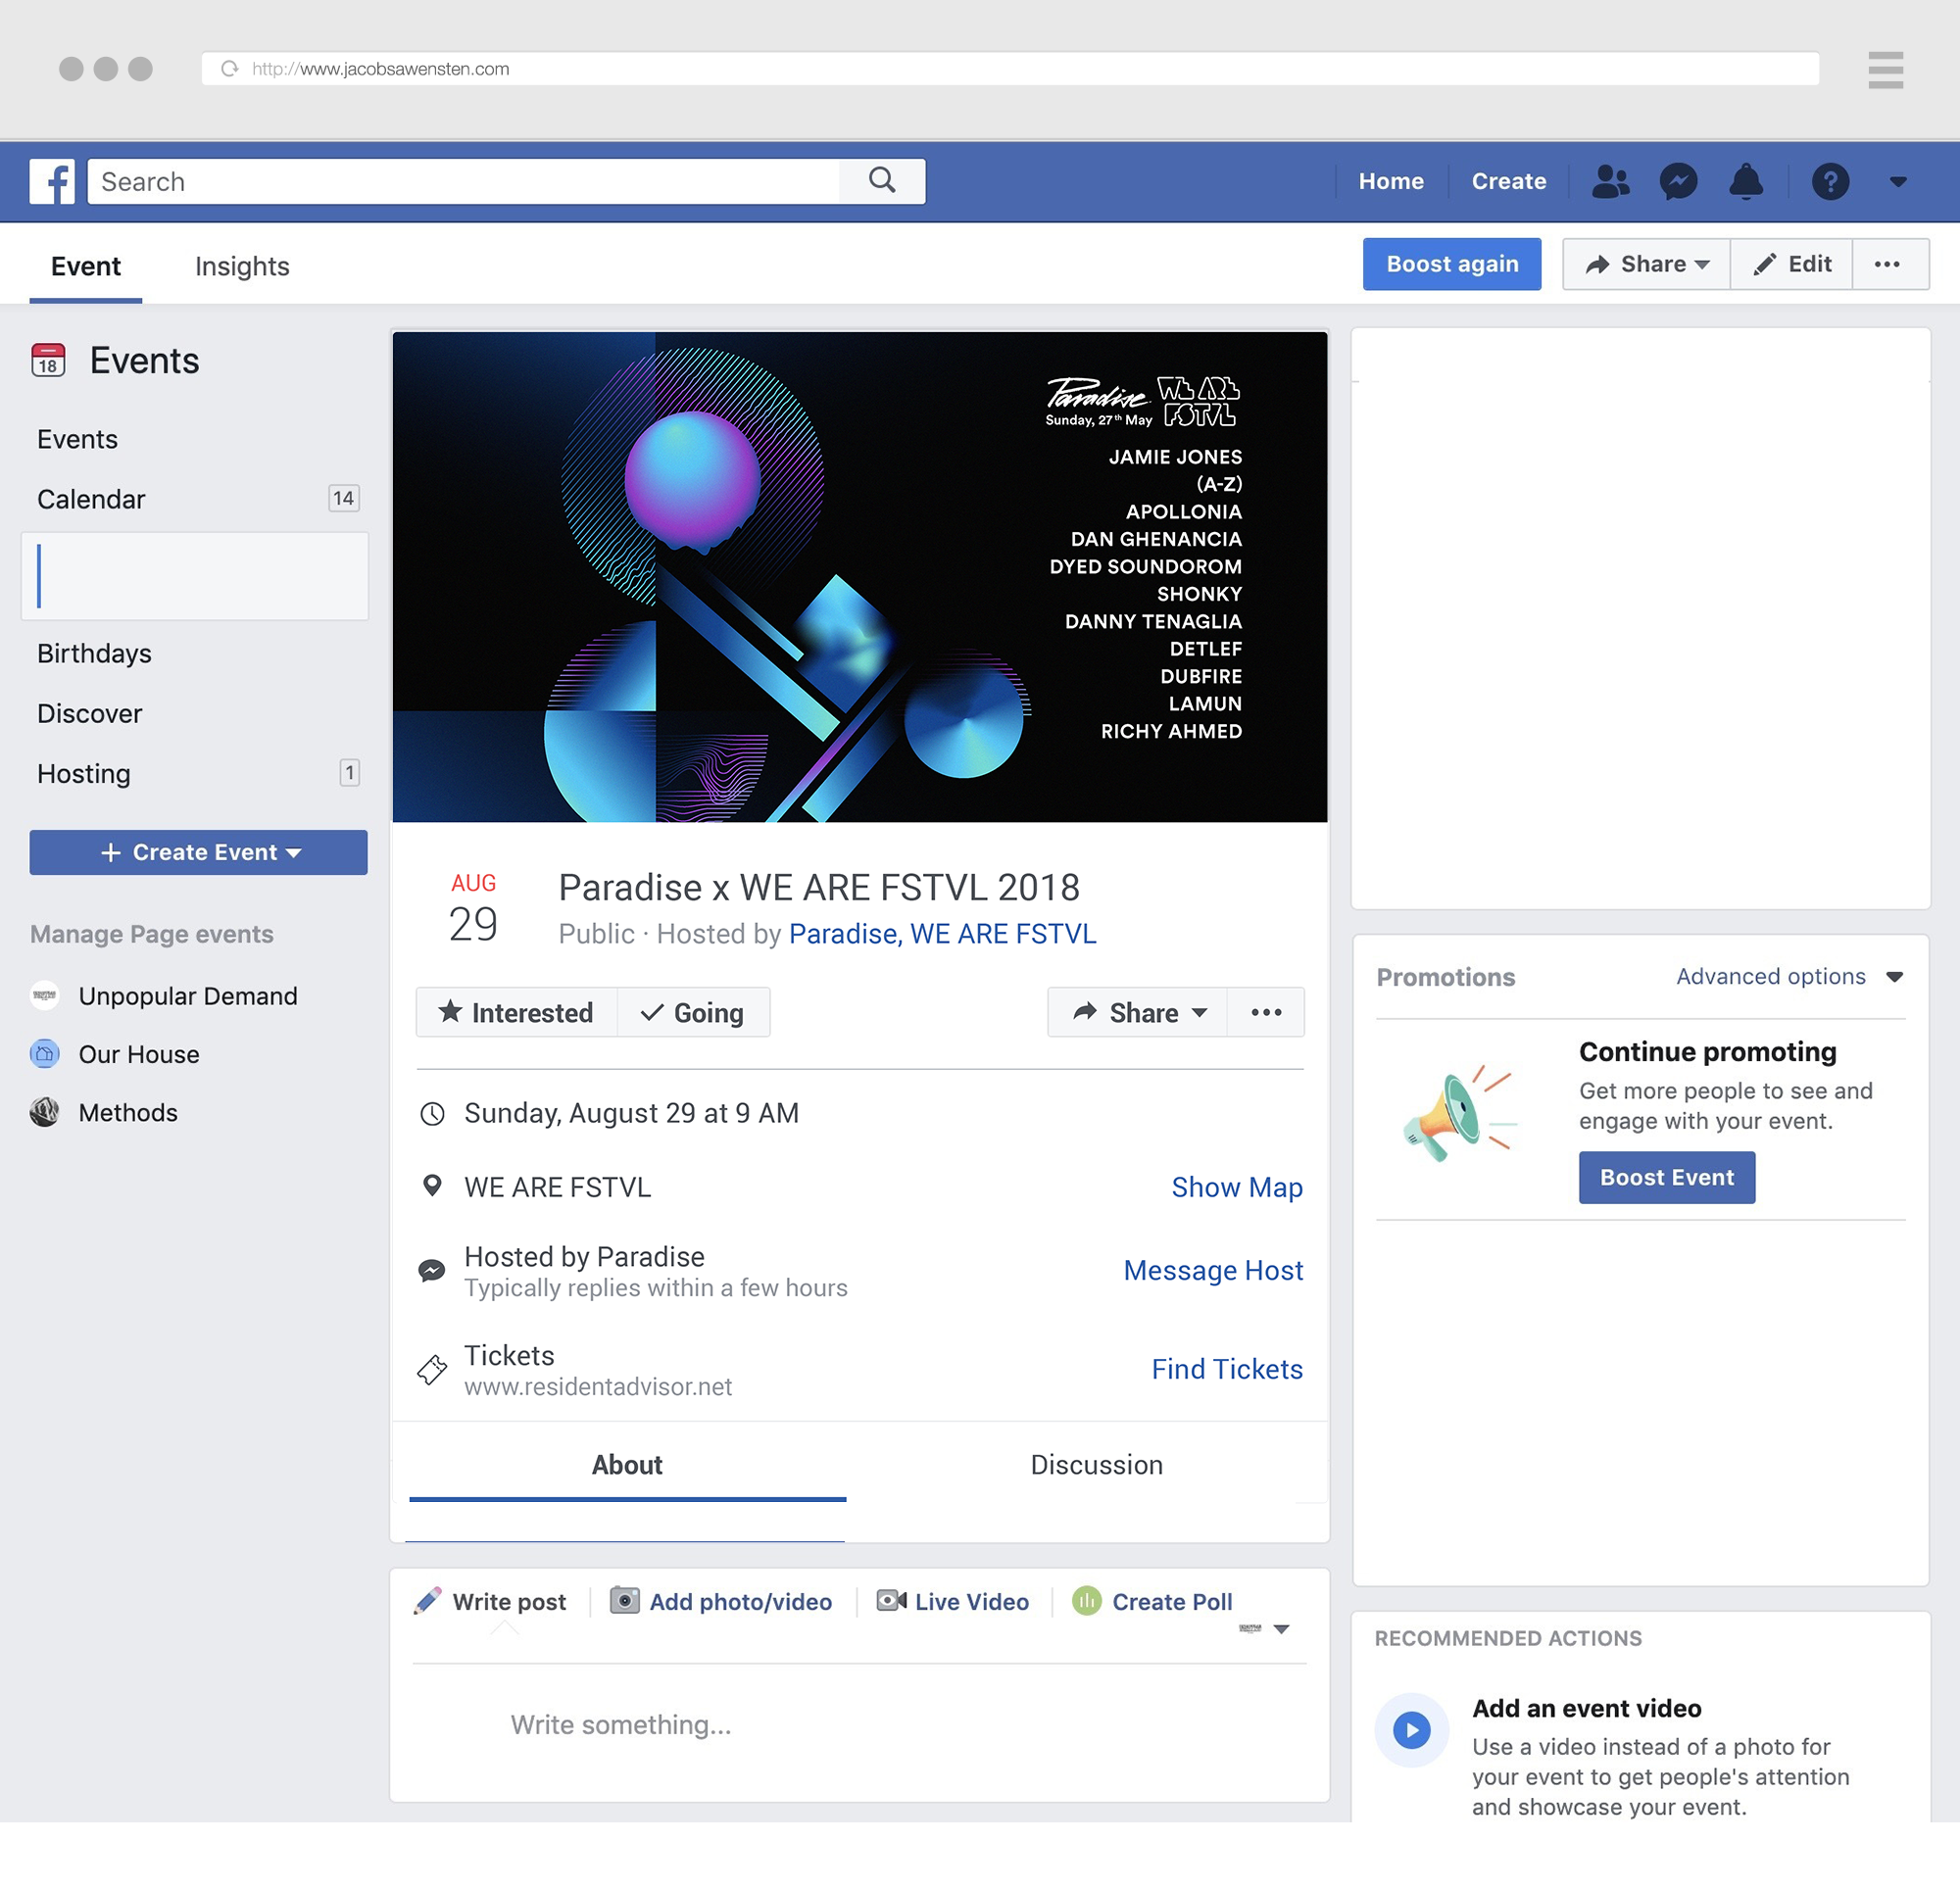 http://www.jacobsawensten.com
f Search
Home Create
Event Insights
Boost again Share Edit
18 Events
Events
Calendar 14
Birthdays
Discover
Hosting 1
+ Create Event
Manage Page events
Unpopular Demand
Our House
Methods
Paradise WE ARE FSTVL
Sunday, 27th May
JAMIE JONES
(A-Z)
APOLLONIA
DAN GHENANCIA
DYED SOUNDOROM
SHONKY
DANNY TENAGLIA
DETLEF
DUBFIRE
LAMUN
RICHY AHMED
AUG
29
Paradise x WE ARE FSTVL 2018
Public · Hosted by Paradise, WE ARE FSTVL
Interested Going Share
Sunday, August 29 at 9 AM
WE ARE FSTVL Show Map
Hosted by Paradise
Typically replies within a few hours
Message Host
Tickets
www.residentadvisor.net
Find Tickets
About Discussion
Write post Add photo/video Live Video Create Poll
Write something...
Promotions Advanced options
Continue promoting
Get more people to see and
engage with your event.
Boost Event
RECOMMENDED ACTIONS
Add an event video
Use a video instead of a photo for
your event to get people's attention
and showcase your event.